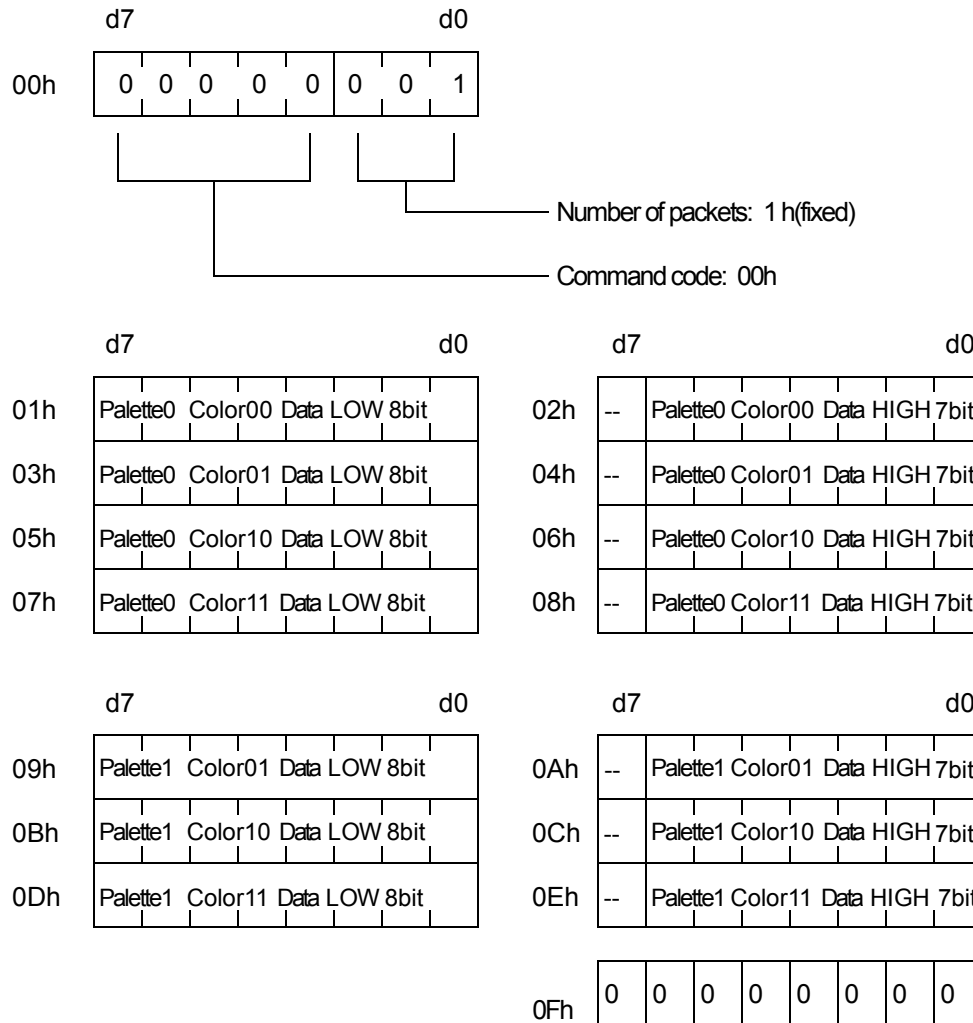 d7 d0
00h 0 0 0 0 0 0 0 1
Number of packets: 1 h(fixed)
Command code: 00h
d7 d0 d7 d0
01h Palette0 Color00 Data LOW 8bit 02h -- Palette0 Color00 Data HIGH 7bit
03h Palette0 Color01 Data LOW 8bit 04h -- Palette0 Color01 Data HIGH 7bit
05h Palette0 Color10 Data LOW 8bit 06h -- Palette0 Color10 Data HIGH 7bit
07h Palette0 Color11 Data LOW 8bit 08h -- Palette0 Color11 Data HIGH 7bit
d7 d0 d7 d0
09h Palette1 Color01 Data LOW 8bit 0Ah -- Palette1 Color01 Data HIGH 7bit
0Bh Palette1 Color10 Data LOW 8bit 0Ch -- Palette1 Color10 Data HIGH 7bit
0Dh Palette1 Color11 Data LOW 8bit 0Eh -- Palette1 Color11 Data HIGH 7bit
0Fh 0 0 0 0 0 0 0 0